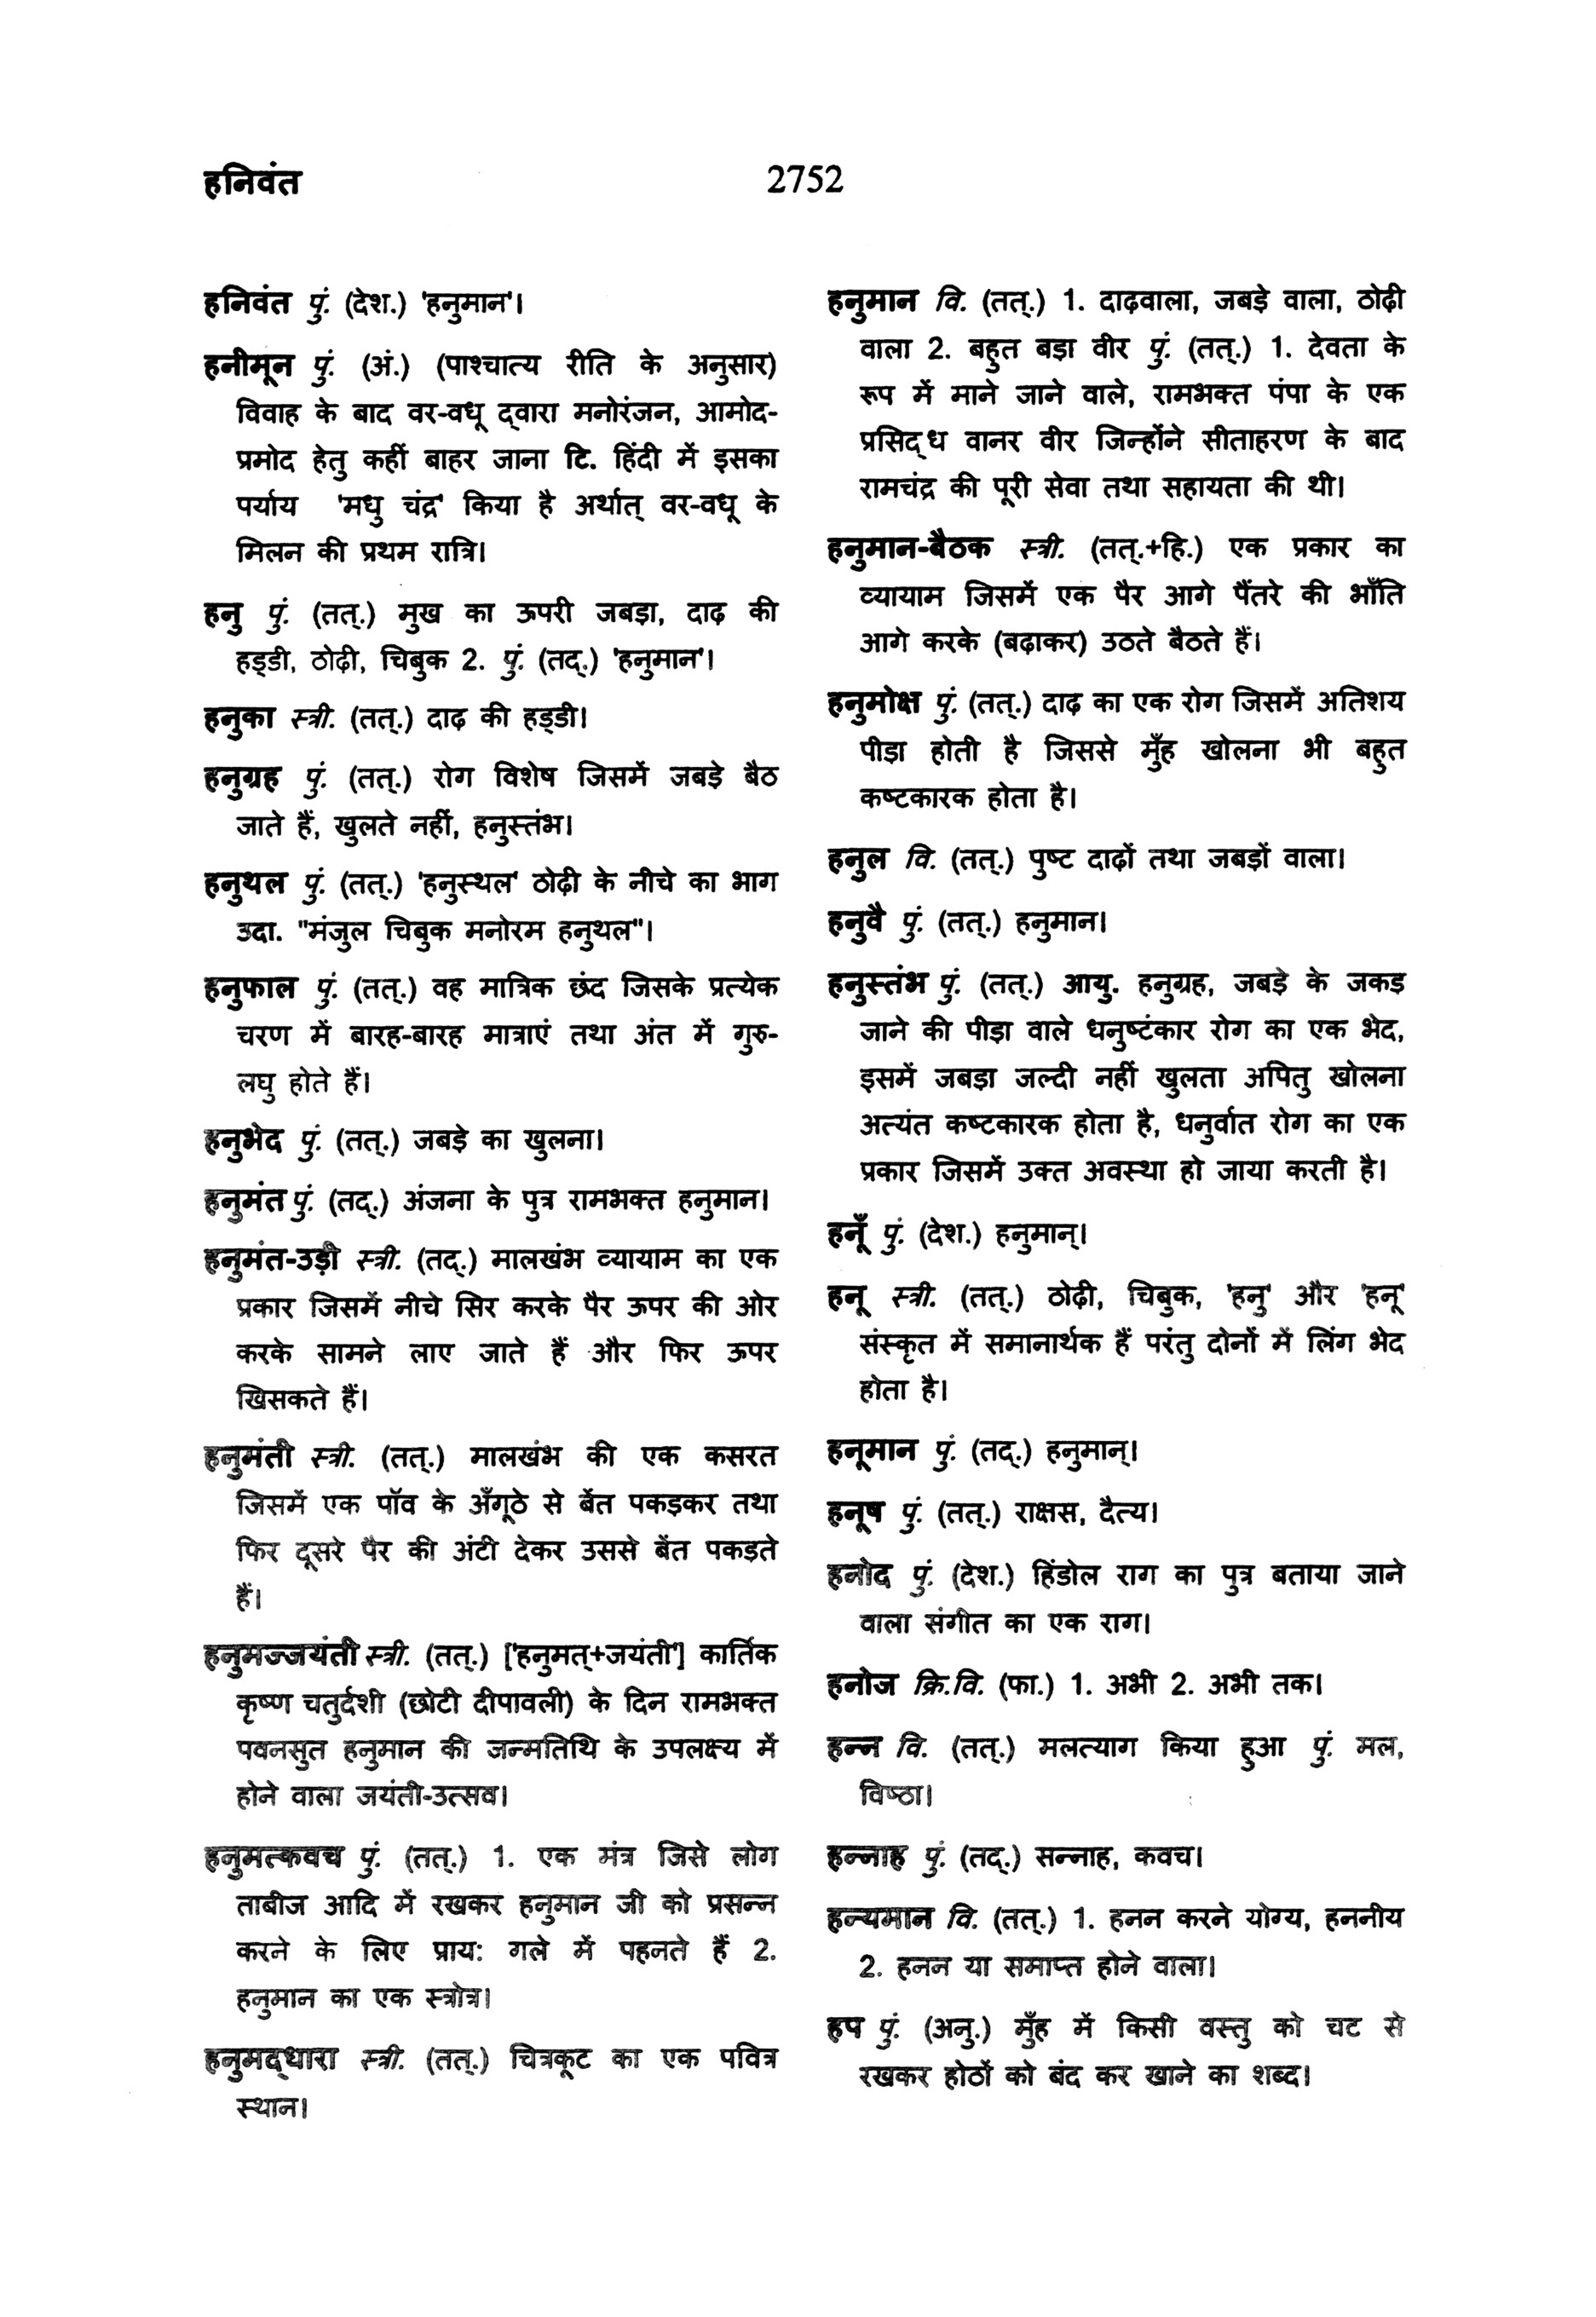 हनिवंत
2752
हनिवंत पुं. (देश.) 'हनुमान'।
हनीमून पुं. (अं.) (पाश्चात्य रीति के अनुसार)
विवाह के बाद वर-वधू द्वारा मनोरंजन, आमोद-
प्रमोद हेतु कहीं बाहर जाना टि. हिंदी में इसका
पर्याय 'मधु चंद्र' किया है अर्थात् वर-वधू के
मिलन की प्रथम रात्रि।
हनु पुं. (तत्.) मुख का ऊपरी जबड़ा, दाढ़ की
हड्डी, ठोढ़ी, चिबुक 2. पुं. (तद्.) 'हनुमान'।
हनुका स्त्री. (तत्.) दाढ़ की हड्डी।
हनुग्रह पुं. (तत्.) रोग विशेष जिसमें जबड़े बैठ
जाते हैं, खुलते नहीं, हनुस्तंभ।
हनुथल पुं. (तत्.) 'हनुस्थल' ठोढ़ी के नीचे का भाग
उदा. "मंजुल चिबुक मनोरम हनुथल"।
हनुफाल पुं. (तत्.) वह मात्रिक छंद जिसके प्रत्येक
चरण में बारह-बारह मात्राएं तथा अंत में गुरु-
लघु होते हैं।
हनुभेद पुं. (तत्.) जबड़े का खुलना।
हनुमंत पुं. (तद्.) अंजना के पुत्र रामभक्त हनुमान।
हनुमंत-उड़ी स्त्री. (तद्.) मालखंभ व्यायाम का एक
प्रकार जिसमें नीचे सिर करके पैर ऊपर की ओर
करके सामने लाए जाते हैं और फिर ऊपर
खिसकते हैं।
हनुमंती स्त्री. (तत्.) मालखंभ की एक कसरत
जिसमें एक पॉव के अँगूठे से बेंत पकड़कर तथा
फिर दूसरे पैर की अंटी देकर उससे बेंत पकड़ते
हैं।
हनुमज्जयंती स्त्री. (तत्.) ['हनुमत्+जयंती'] कार्तिक
कृष्ण चतुर्दशी (छोटी दीपावली) के दिन रामभक्त
पवनसुत हनुमान की जन्मतिथि के उपलक्ष्य में
होने वाला जयंती-उत्सव।
हनुमत्कवच पुं. (तत्.) 1. एक मंत्र जिसे लोग
ताबीज आदि में रखकर हनुमान जी को प्रसन्न
करने के लिए प्राय: गले में पहनते हैं 2.
हनुमान का एक स्त्रोत्र।
हनुमद्धारा स्त्री. (तत्.) चित्रकूट का एक पवित्र
स्थान।
हनुमान वि. (तत्.) 1. दाढ़वाला, जबड़े वाला, ठोढ़ी
वाला 2. बहुत बड़ा वीर पुं. (तत्.) 1. देवता के
रूप में माने जाने वाले, रामभक्त पंपा के एक
प्रसिद्ध वानर वीर जिन्होंने सीताहरण के बाद
रामचंद्र की पूरी सेवा तथा सहायता की थी।
हनुमान-बैठक स्त्री. (तत्.+हि.) एक प्रकार का
व्यायाम जिसमें एक पैर आगे पैंतरे की भाँति
आगे करके (बढ़ाकर) उठते बैठते हैं।
हनुमोक्ष पुं. (तत्.) दाढ़ का एक रोग जिसमें अतिशय
पीड़ा होती है जिससे मुँह खोलना भी बहुत
कष्टकारक होता है।
हनुल वि. (तत्.) पुष्ट दाढ़ों तथा जबड़ों वाला।
हनुवै पुं. (तत्.) हनुमान।
हनुस्तंभ पुं. (तत्.) आयु. हनुग्रह, जबड़े के जकड़
जाने की पीड़ा वाले धनुष्टंकार रोग का एक भेद,
इसमें जबड़ा जल्दी नहीं खुलता अपितु खोलना
अत्यंत कष्टकारक होता है, धनुर्वात रोग का एक
प्रकार जिसमें उक्त अवस्था हो जाया करती है।
हनूँ पुं. (देश.) हनुमान्।
हनू स्त्री. (तत्.) ठोढ़ी, चिबुक, 'हनु' और 'हनू'
संस्कृत में समानार्थक हैं परंतु दोनों में लिंग भेद
होता है।
हनूमान पुं. (तद्.) हनुमान्।
हनूष पुं. (तत्.) राक्षस, दैत्य।
हनोद पुं. (देश.) हिंडोल राग का पुत्र बताया जाने
वाला संगीत का एक राग।
हनोज क्रि.वि. (फा.) 1. अभी 2. अभी तक।
हन्न वि. (तत्.) मलत्याग किया हुआ पुं. मल,
विष्ठा।
हन्नाह पुं. (तद्.) सन्नाह, कवच।
हन्यमान वि. (तत्.) 1. हनन करने योग्य, हननीय
2. हनन या समाप्त होने वाला।
हप पुं. (अनु.) मुँह में किसी वस्तु को चट से
रखकर होठों को बंद कर खाने का शब्द।